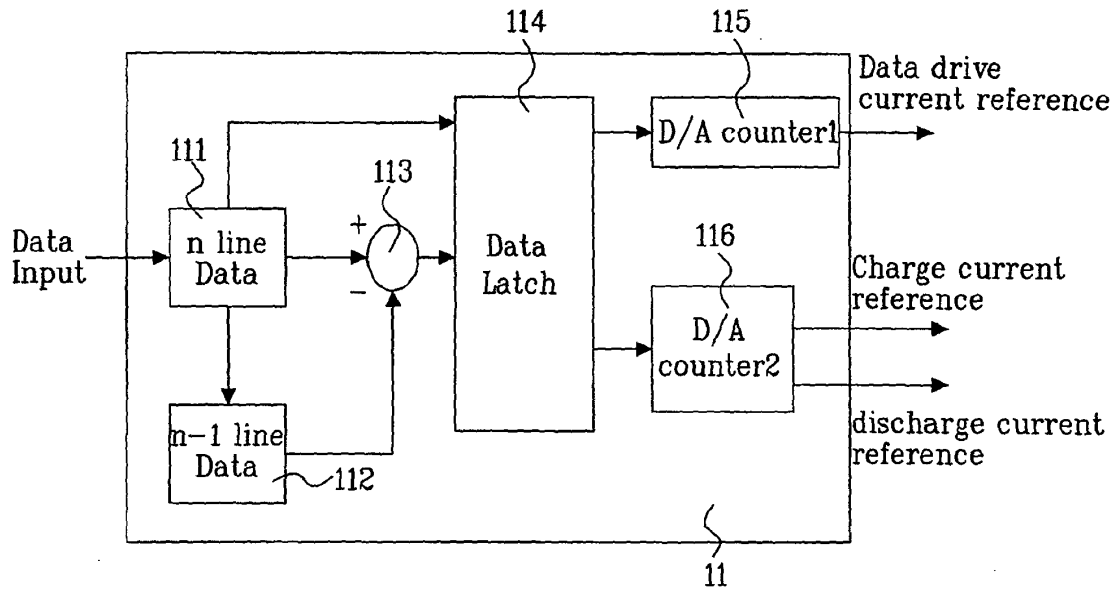 114
115
Data drive
current reference
111
113
D/A counter1
+
Data
Input
n line
Data
−
Data
Latch
116
Charge current
reference
D/A
counter2
n-1 line
Data
112
discharge current
reference
11